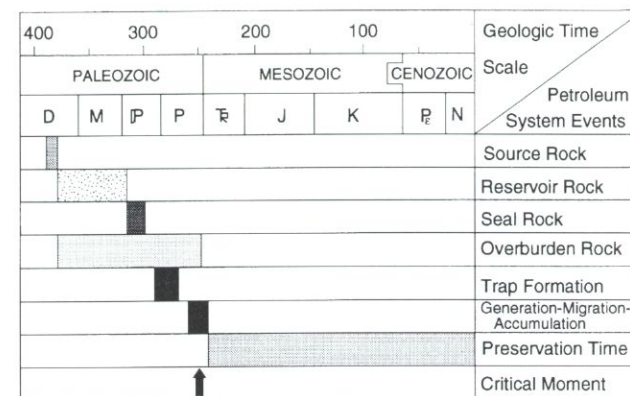 400 300 200 100
Geologic Time
Scale
PALEOZOIC MESOZOIC CENOZOIC
Petroleum
System Events
D M ℙ P T̶R J K Pε N
Source Rock
Reservoir Rock
Seal Rock
Overburden Rock
Trap Formation
Generation-Migration-
Accumulation
Preservation Time
Critical Moment